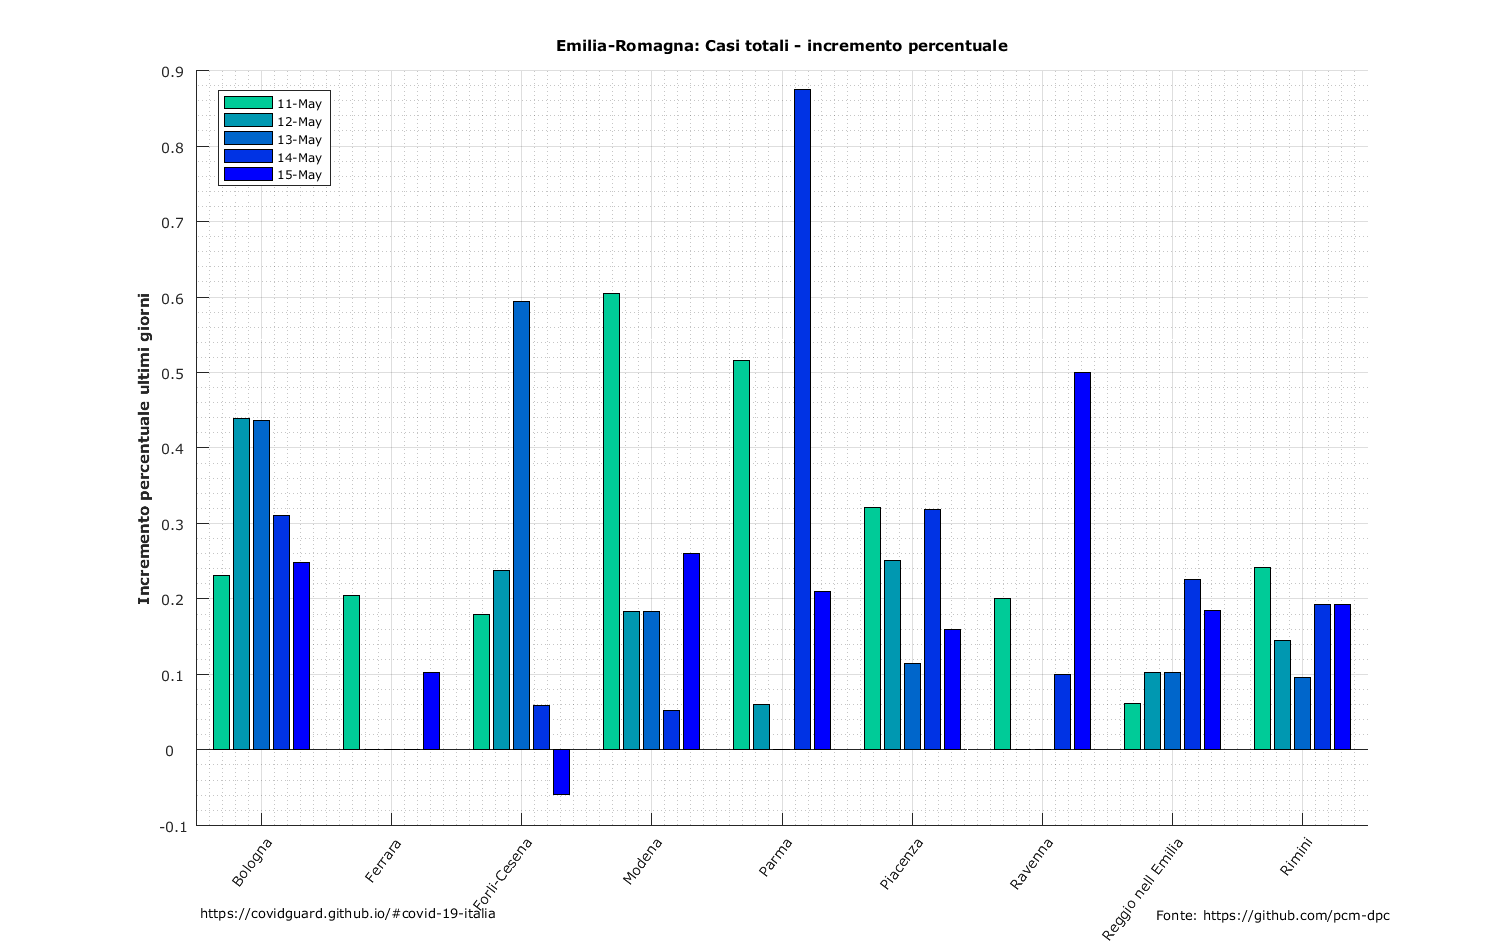 Emilia-Romagna: Casi totali - incremento percentuale
0.9
0.8
0.7
0.6
0.5
0.4
0.3
0.2
0.1
0
-0.1
Incremento percentuale ultimi giorni
11-May
12-May
13-May
14-May
15-May
Bologna
Ferrara
Forlì-Cesena
Modena
Parma
Piacenza
Ravenna
Reggio nell Emilia
Rimini
https://covidguard.github.io/#covid-19-italia
Fonte: https://github.com/pcm-dpc